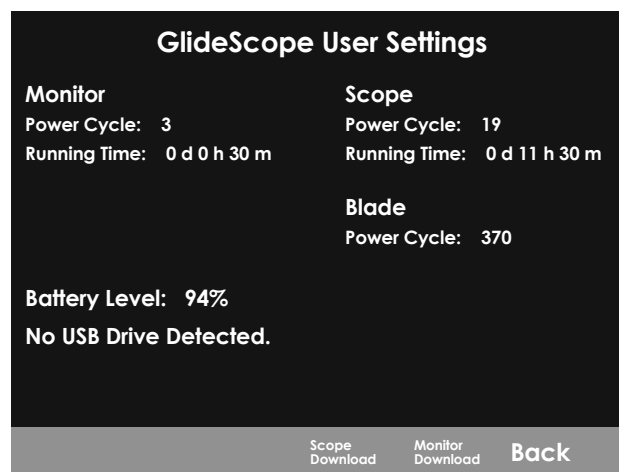 GlideScope User Settings
Monitor
Power Cycle: 3
Running Time: 0 d 0 h 30 m
Scope
Power Cycle: 19
Running Time: 0 d 11 h 30 m
Blade
Power Cycle: 370
Battery Level: 94%
No USB Drive Detected.
Scope
Download
Monitor
Download
Back